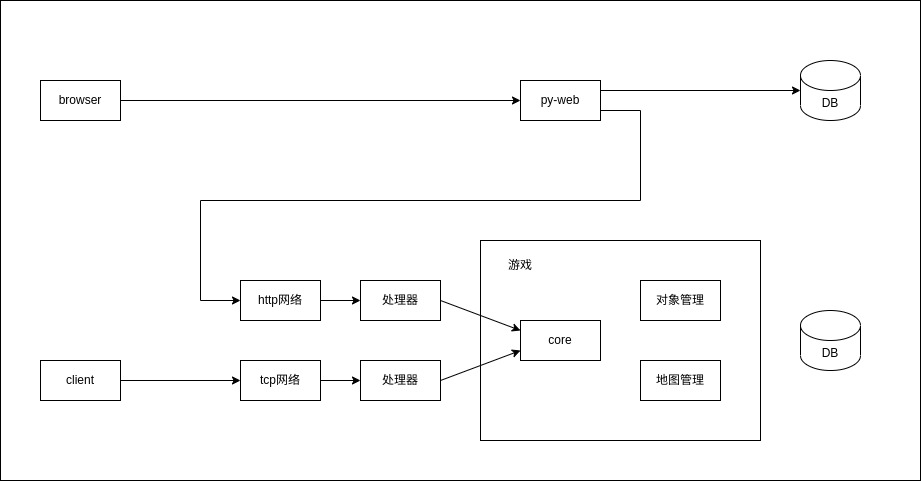 browser
py-web
DB
游戏
http网络
处理器
对象管理
core
DB
client
tcp网络
处理器
地图管理